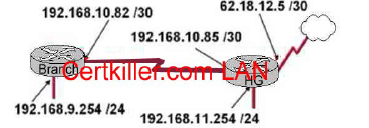 62.18.12.5 /30
192.168.10.82 /30
192.168.10.85 /30
Branch
Certkiller.com LAN
HG
192.168.9.254 /24
192.168.11.254 /24